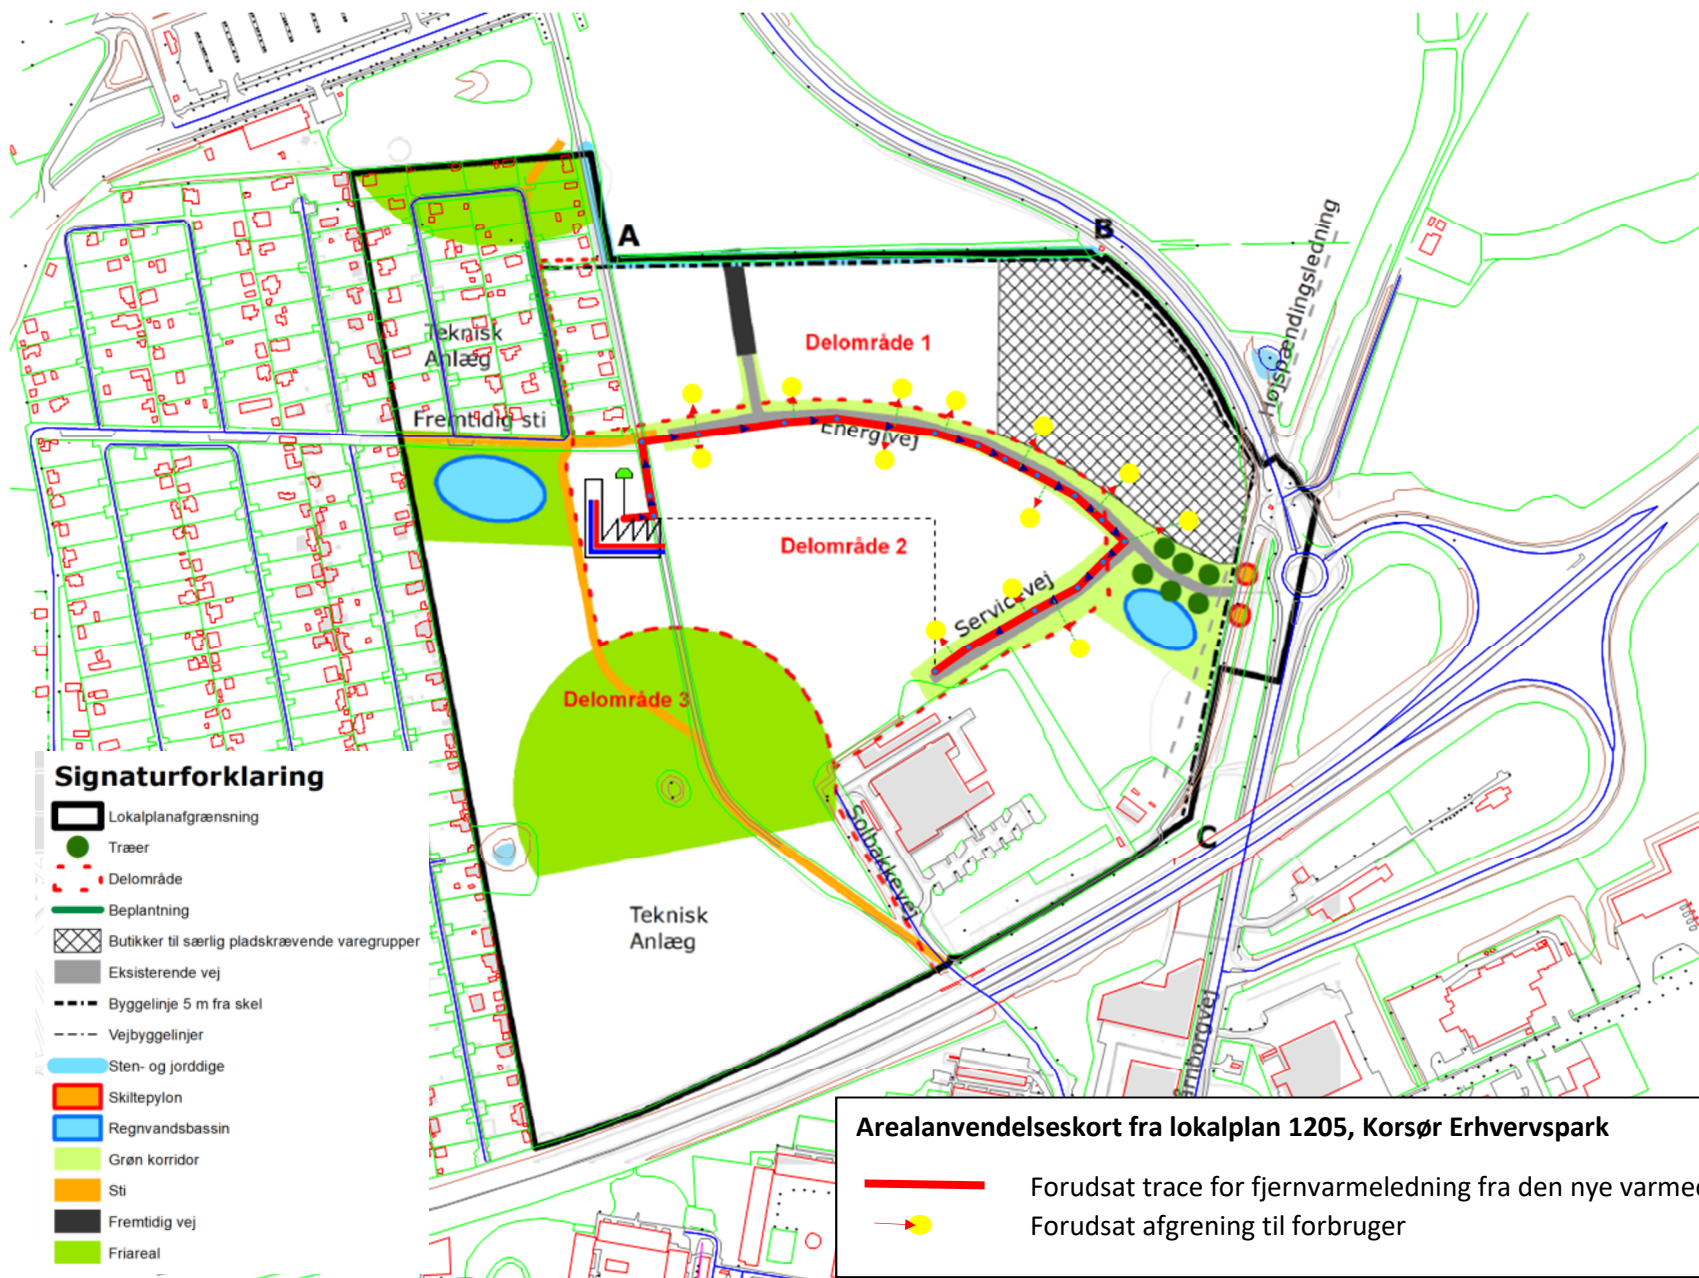 A
B
Højspændingsledning
Delområde 1
Teknisk
Anlæg
Fremtidig sti
Energivej
Delområde 2
Servicevej
Delområde 3
Solbakkevej
C
Teknisk
Anlæg
Signaturforklaring
Lokalplanafgrænsning
Træer
Delområde
Beplantning
Butikker til særlig pladskrævende varegrupper
Eksisterende vej
Byggelinje 5 m fra skel
Vejbyggelinjer
Sten- og jorddige
Skiltepylon
Regnvandsbassin
Grøn korridor
Sti
Fremtidig vej
Friareal
Arealanvendelseskort fra lokalplan 1205, Korsør Erhvervspark
Forudsat trace for fjernvarmeledning fra den nye
Forudsat afgrening til forbruger